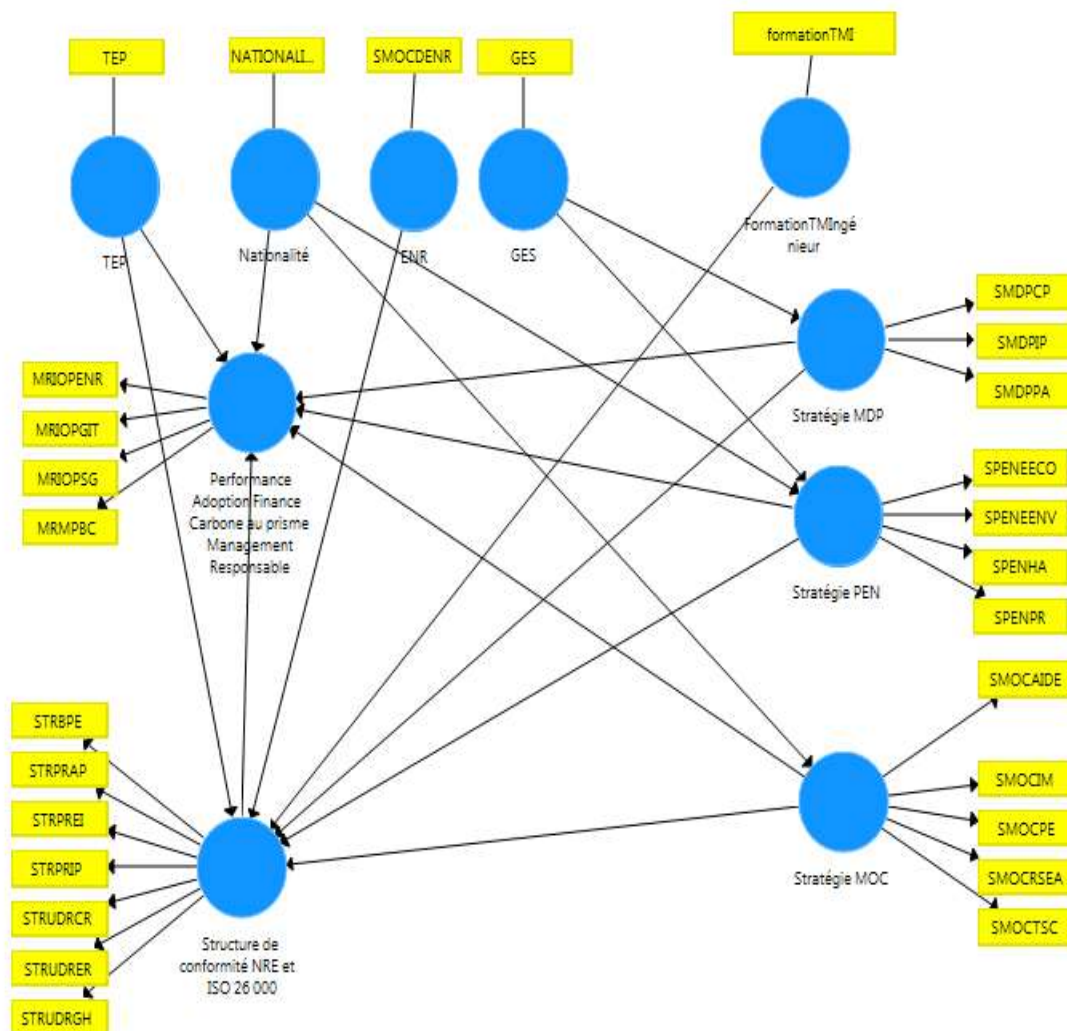 formationTMI
TEP
NATIONALI...
SMOCDENR
GES
TEP
Nationalité
ENR
GES
FormationTMIngé
nieur
SMDPCP
SMDPIP
SMDPPA
Stratégie MDP
MRIOPENR
MRIOPGIT
MRIOPSG
MRMPBC
Performance
Adoption Finance
Carbone au prisme
Management
Responsable
SPENEECO
SPENEENV
SPENHA
SPENPR
Stratégie PEN
SMOCAIDE
SMOCIM
SMOCPE
SMOCRSEA
SMOCTSC
Stratégie MOC
STRBPE
STRPRAP
STRPREI
STRPRIP
STRUDRCR
STRUDRER
STRUDRGH
Structure de
conformité NRE et
ISO 26 000